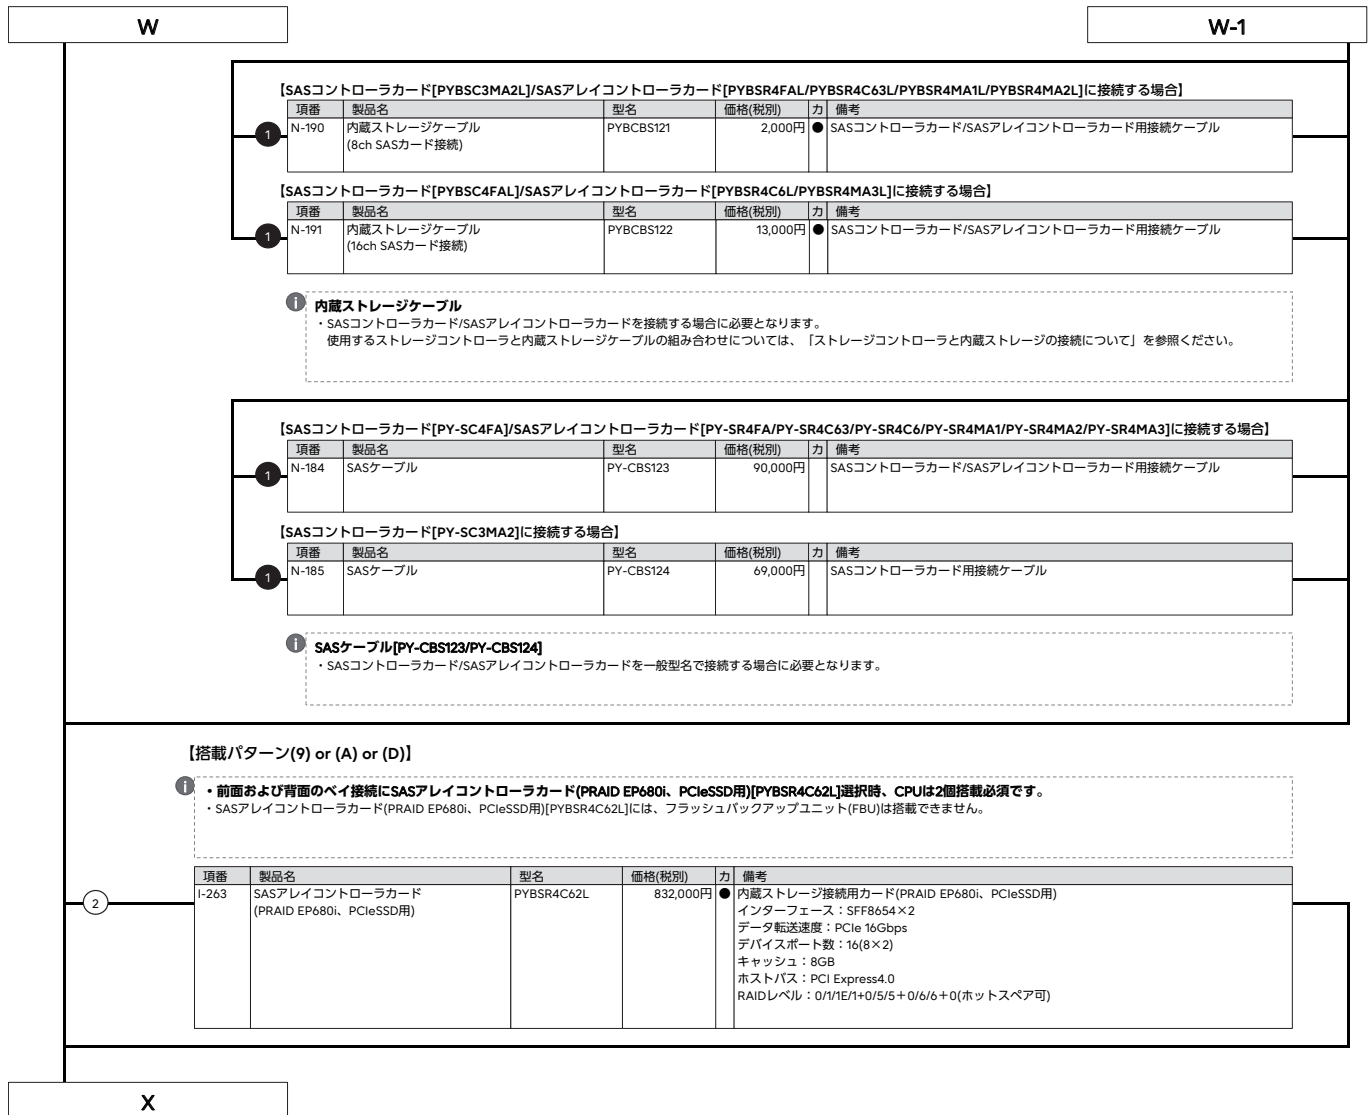 W
W-1
【SASコントローラカード[PYBSC3MA2L]/SASアレイコントローラカード[PYBSR4FAL/PYBSR4C63L/PYBSR4MA1L/PYBSR4MA2L]に接続する場合】
項番 製品名 型名 価格(税別) カ 備考
1 N-190 内蔵ストレージケーブル PYBCBS121 2,000円 ● SASコントローラカード/SASアレイコントローラカード用接続ケーブル
(8ch SASカード接続)
【SASコントローラカード[PYBSC4FAL]/SASアレイコントローラカード[PYBSR4C6L/PYBSR4MA3L]に接続する場合】
項番 製品名 型名 価格(税別) カ 備考
1 N-191 内蔵ストレージケーブル PYBCBS122 13,000円 ● SASコントローラカード/SASアレイコントローラカード用接続ケーブル
(16ch SASカード接続)
i 内蔵ストレージケーブル
・SASコントローラカード/SASアレイコントローラカードを接続する場合に必要となります。
使用するストレージコントローラと内蔵ストレージケーブルの組み合わせについては、「ストレージコントローラと内蔵ストレージの接続について」を参照ください。
【SASコントローラカード[PY-SC4FA]/SASアレイコントローラカード[PY-SR4FA/PY-SR4C63/PY-SR4C6/PY-SR4MA1/PY-SR4MA2/PY-SR4MA3]に接続する場合】
項番 製品名 型名 価格(税別) カ 備考
1 N-184 SASケーブル PY-CBS123 90,000円 SASコントローラカード/SASアレイコントローラカード用接続ケーブル
【SASコントローラカード[PY-SC3MA2]に接続する場合】
項番 製品名 型名 価格(税別) カ 備考
1 N-185 SASケーブル PY-CBS124 69,000円 SASコントローラカード用接続ケーブル
i SASケーブル[PY-CBS123/PY-CBS124]
・SASコントローラカード/SASアレイコントローラカードを一般型名で接続する場合に必要となります。
【搭載パターン(9) or (A) or (D)】
i ・前面および背面のベイ接続にSASアレイコントローラカード(PRAID EP680i、PCIeSSD用)[PYBSR4C62L]選択時、CPUは2個搭載必須です。
・SASアレイコントローラカード(PRAID EP680i、PCIeSSD用)[PYBSR4C62L]には、フラッシュバックアップユニット(FBU)は搭載できません。
項番 製品名 型名 価格(税別) カ 備考
2 I-263 SASアレイコントローラカード PYBSR4C62L 832,000円 ● 内蔵ストレージ接続用カード(PRAID EP680i、PCIeSSD用)
(PRAID EP680i、PCIeSSD用) インターフェース：SFF8654×2
データ転送速度：PCIe 16Gbps
デバイスポート数：16(8×2)
キャッシュ：8GB
ホストバス：PCI Express4.0
RAIDレベル：0/1/1E/1+0/5/5＋0/6/6＋0(ホットスペア可)
X